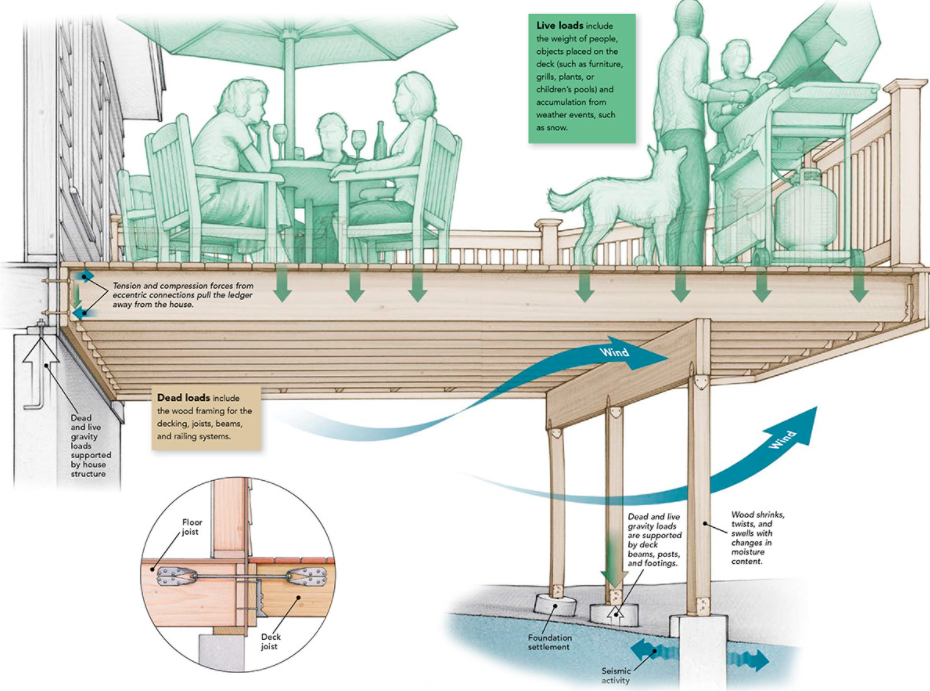 Live loads include
the weight of people,
objects placed on the
deck (such as furniture,
grills, plants, or
children's pools) and
accumulation from
weather events, such
as snow.
Tension and compression forces from
eccentric connections pull the ledger
away from the house.
Wind
Dead loads include
the wood framing for the
decking, joists, beams,
and railing systems.
Dead
and live
gravity
loads
supported
by house
structure
Wind
Floor
joist
Deck
joist
Dead and live
gravity loads
are supported
by deck
beams, posts,
and footings.
Wood shrinks,
twists, and
swells with
changes in
moisture
content.
Foundation
settlement
Seismic
activity